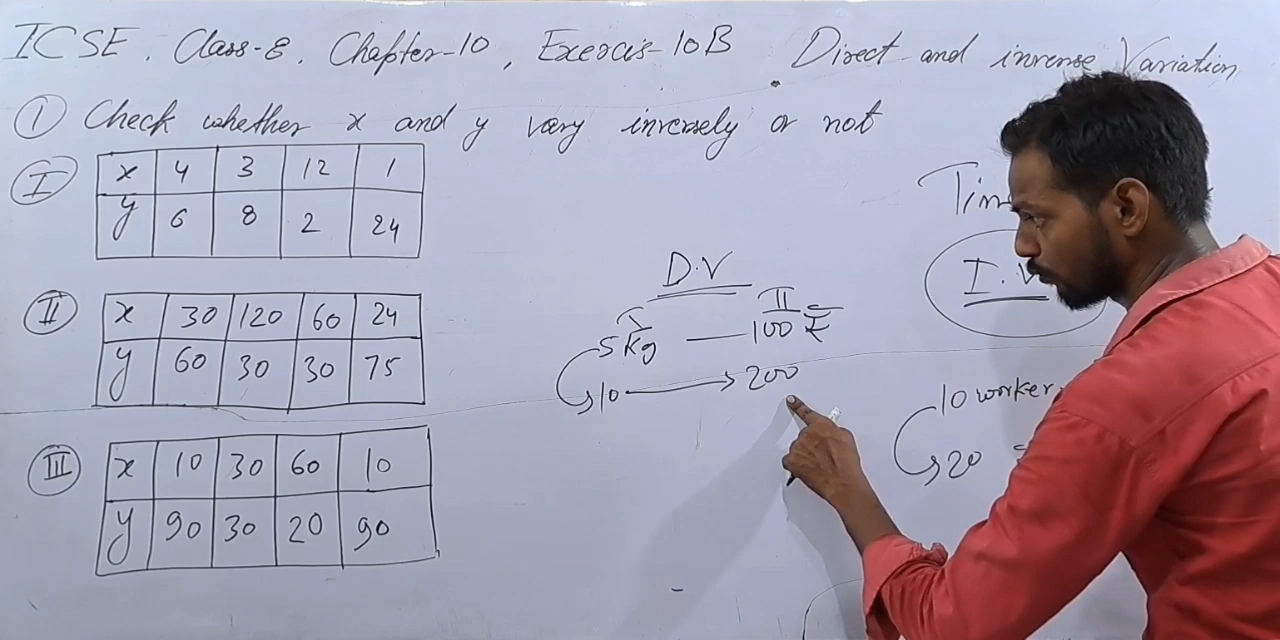 ICSE, Class-8, Chapter-10, Exercis-10B Direct and inverse Variation
① Check whether x and y vary inversely or not
Ⓘ x 4 3 12 1
y 6 8 2 24
Ⓘⓘ x 30 120 60 24
y 60 30 30 75
III x 10 30 60 10
y 90 30 20 90
D.V
I II
5 kg — 100 ₹
10 → 200
I.V
10 worker
20